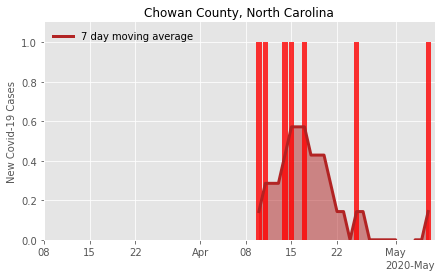 Chowan County, North Carolina
7 day moving average
New Covid-19 Cases
1.0
0.8
0.6
0.4
0.2
0.0
08 15 22 Apr 08 15 22 May
2020-May